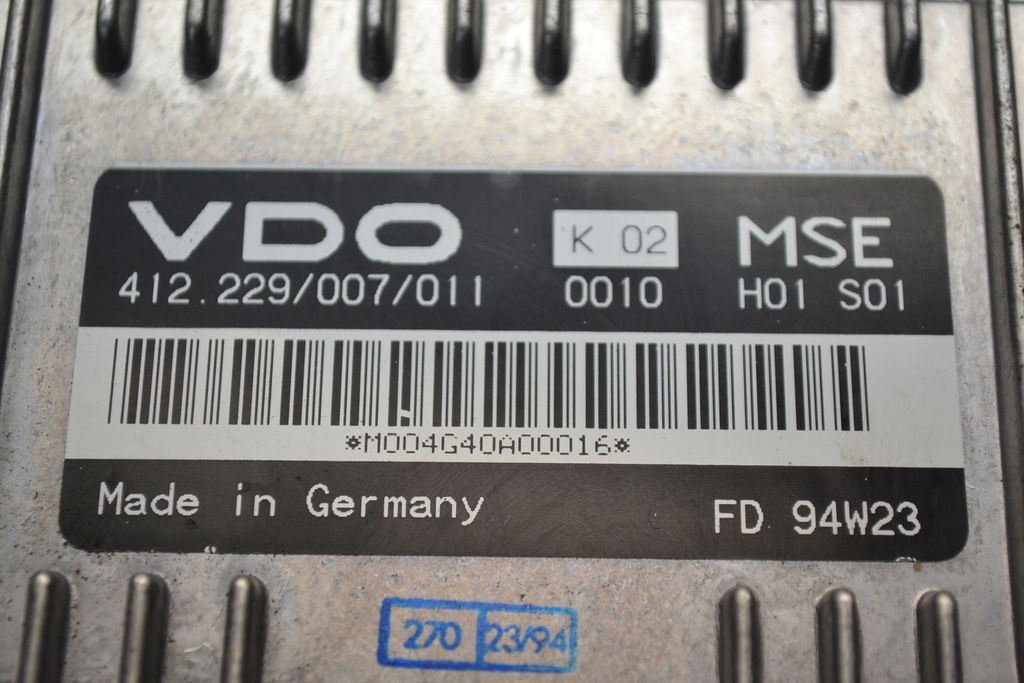 VDO K 02 MSE
412.229/007/011 0010 H01 S01
*M004G40A00016*
Made in Germany FD 94W23
270 23/94